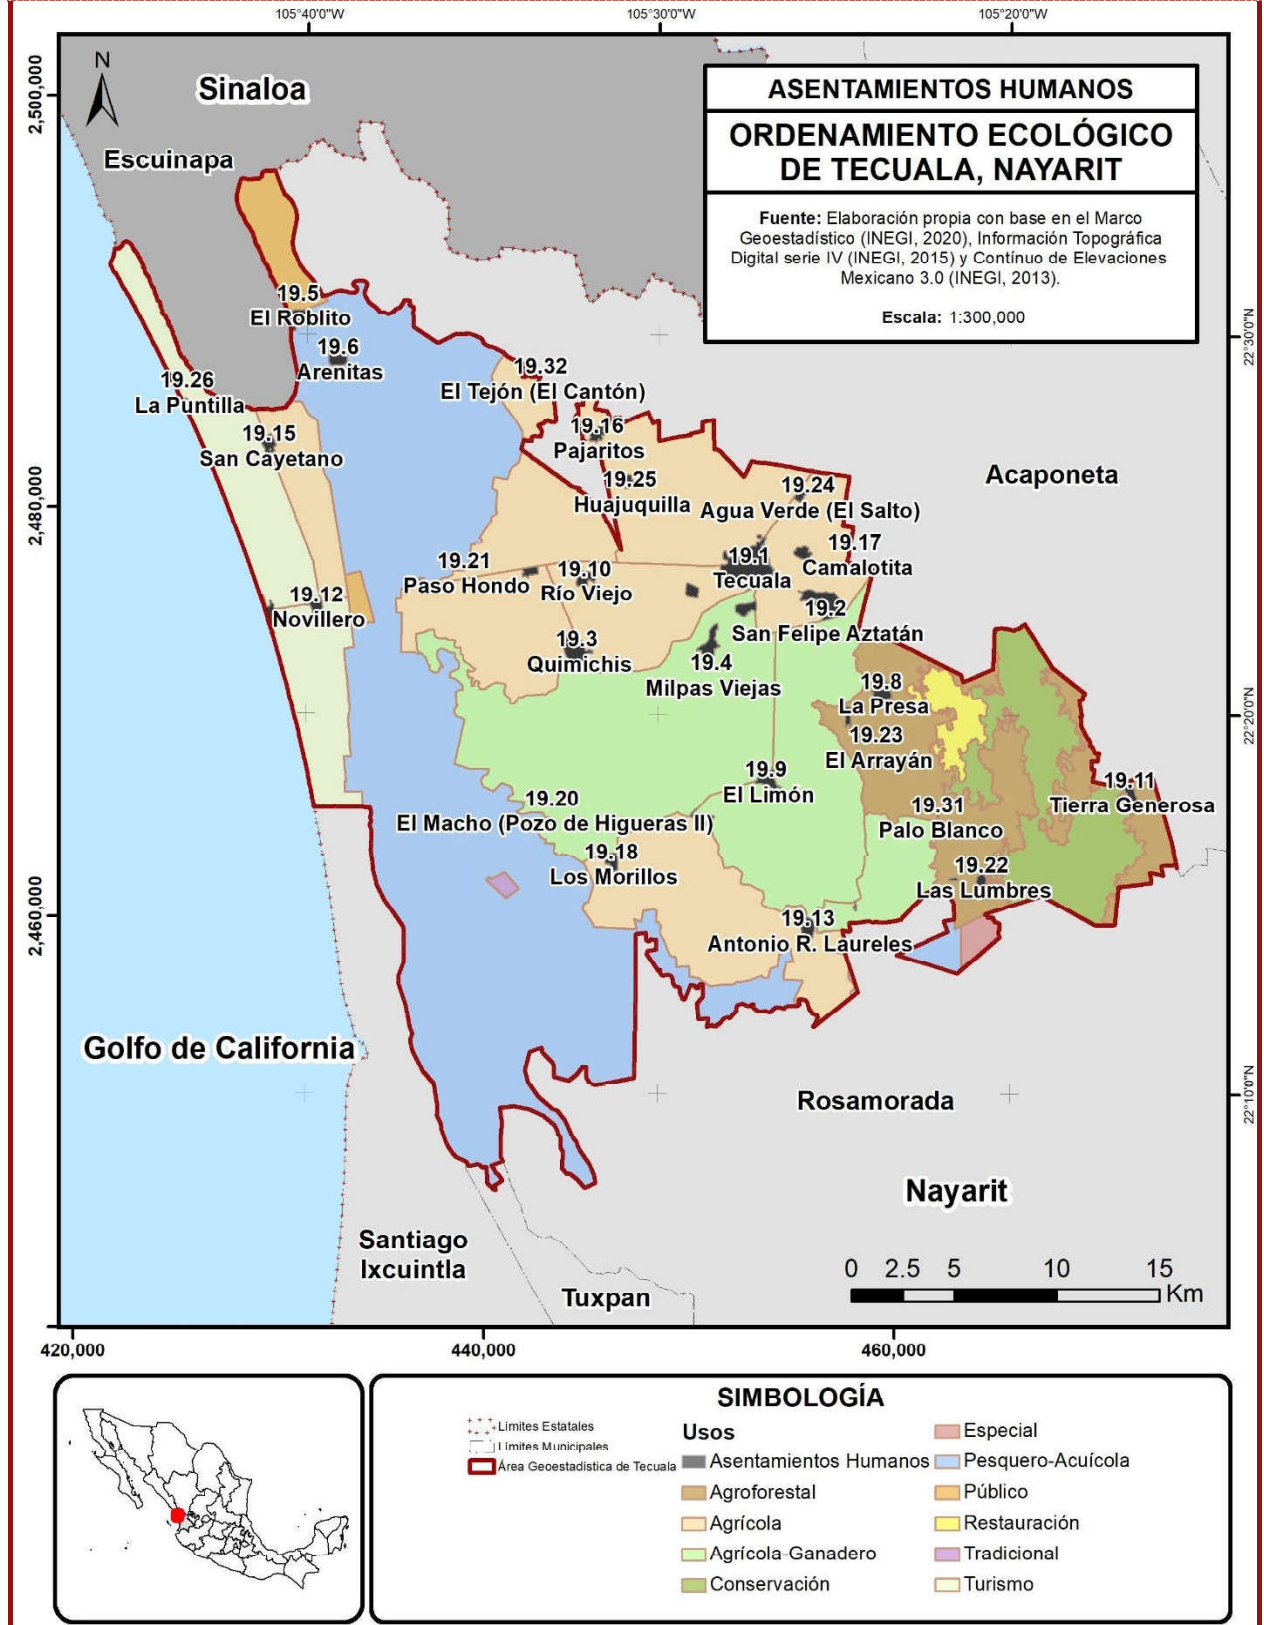 105°40'0"W
105°30'0"W
105°20'0"W
N
Sinaloa
Escuinapa
ASENTAMIENTOS HUMANOS
ORDENAMIENTO ECOLÓGICO
DE TECUALA, NAYARIT
Fuente: Elaboración propia con base en el Marco
Geoestadístico (INEGI, 2020), Información Topográfica
Digital serie IV (INEGI, 2015) y Contínuo de Elevaciones
Mexicano 3.0 (INEGI, 2013).
Escala: 1:300,000
2,500,000
2,480,000
2,460,000
22°30'0"N
22°20'0"N
22°10'0"N
19.5
El Roblito
19.6
Arenitas
19.26
La Puntilla
19.32
El Tejón (El Cantón)
19.15
San Cayetano
19.16
Pajaritos
19.25
Huajuquilla
19.24
Agua Verde (El Salto)
Acaponeta
19.17
Camalotita
19.1
Tecuala
19.21
Paso Hondo
19.10
Río Viejo
19.12
Novillero
19.2
San Felipe Aztatán
19.3
Quimichis
19.4
Milpas Viejas
19.8
La Presa
19.23
El Arrayán
19.9
El Limón
19.11
Tierra Generosa
19.20
El Macho (Pozo de Higueras II)
19.31
Palo Blanco
19.18
Los Morillos
19.22
Las Lumbres
19.13
Antonio R. Laureles
Golfo de California
Rosamorada
Nayarit
Santiago
Ixcuintla
Tuxpan
0 2.5 5 10 15
Km
420,000
440,000
460,000
SIMBOLOGÍA
Límites Estatales
Límites Municipales
Área Geoestadística de Tecuala
Usos
Asentamientos Humanos
Agroforestal
Agrícola
Agrícola-Ganadero
Conservación
Especial
Pesquero-Acuícola
Público
Restauración
Tradicional
Turismo